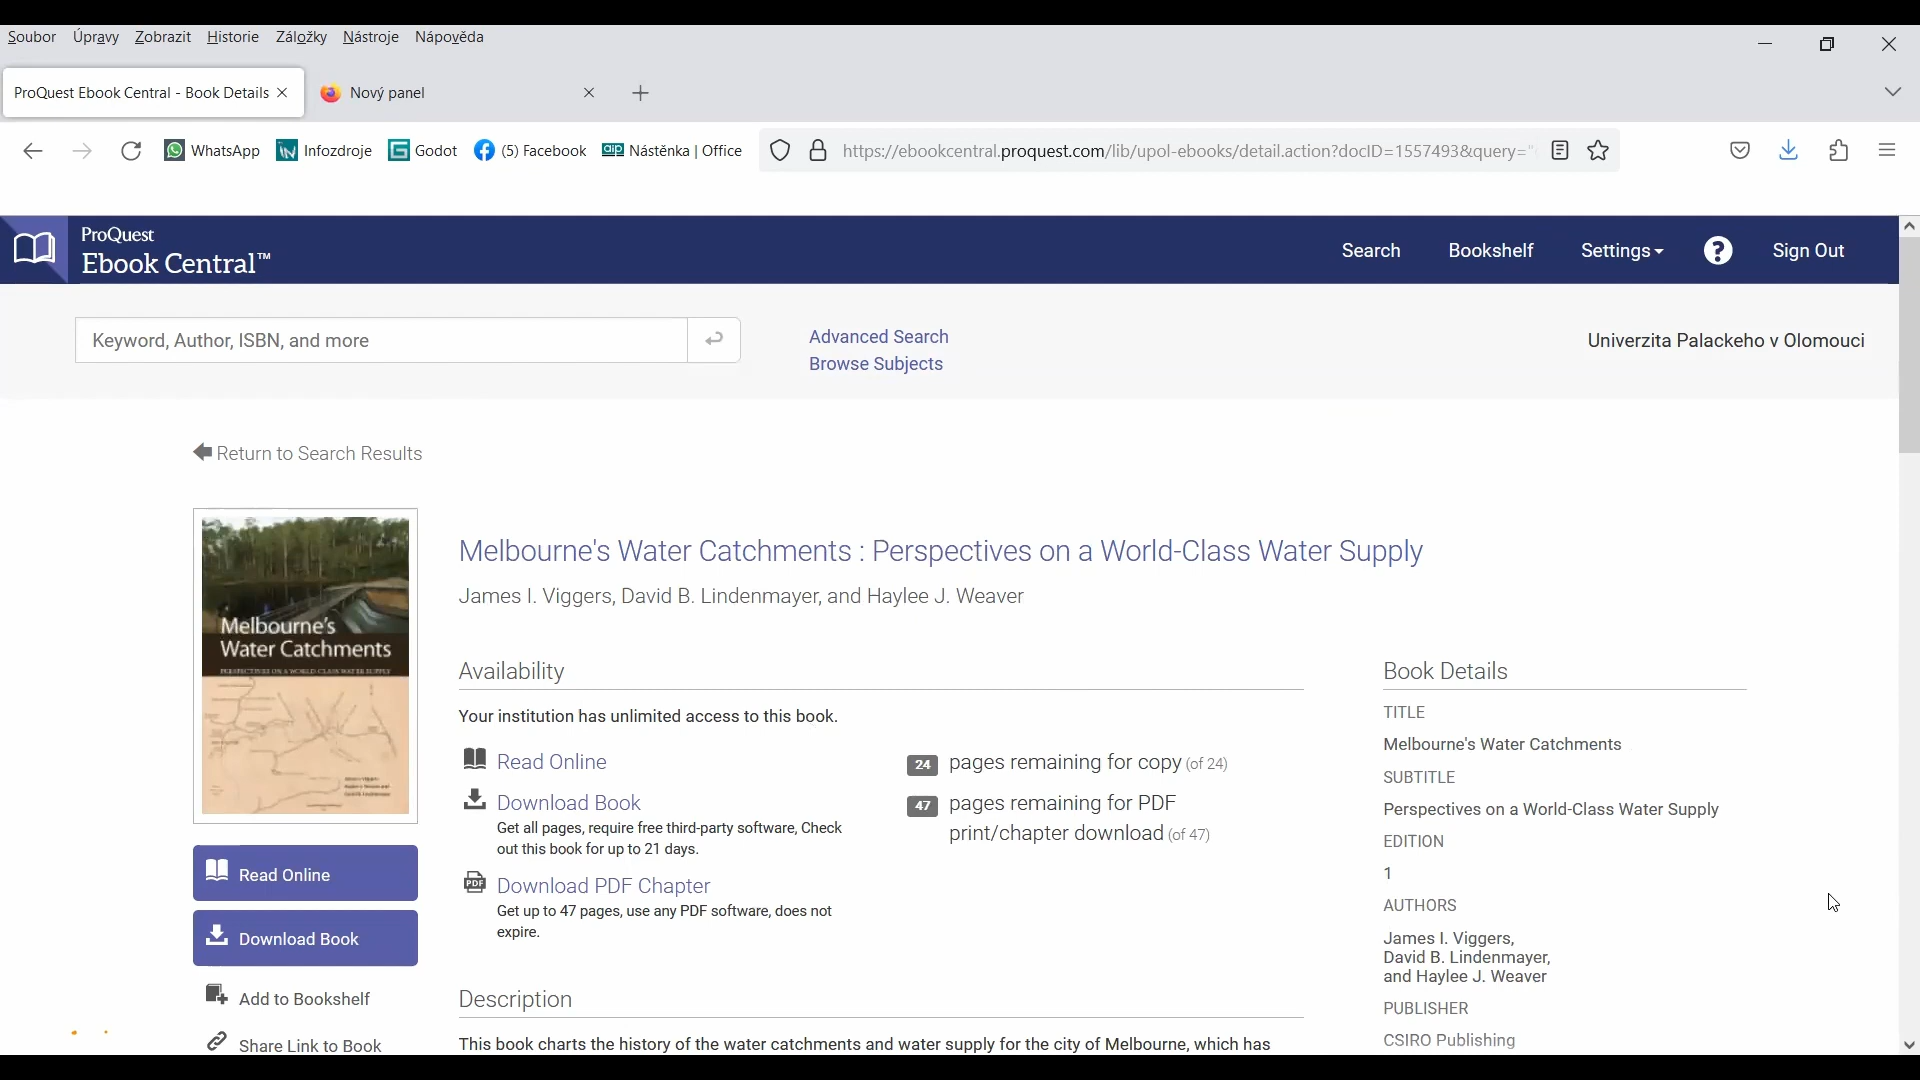 Soubor Úpravy Zobrazit Historie Záložky Nástroje Nápověda
ProQuest Ebook Central - Book Details Nový panel
WhatsApp Infozdroje Godot (5) Facebook Nástěnka | Office https://ebookcentral.proquest.com/lib/upol-ebooks/detail.action?docID=1557493&query="
ProQuest
Ebook Central™
Search Bookshelf Settings ? Sign Out
Keyword, Author, ISBN, and more
Advanced Search
Browse Subjects
Univerzita Palackeho v Olomouci
Return to Search Results
Melbourne's
Water Catchments
PERSPECTIVES ON A WORLD-CLASS WATER SUPPLY
Melbourne's Water Catchments : Perspectives on a World-Class Water Supply
James I. Viggers, David B. Lindenmayer, and Haylee J. Weaver
Availability
Your institution has unlimited access to this book.
Read Online
Download Book
Get all pages, require free third-party software, Check
out this book for up to 21 days.
PDF Download PDF Chapter
Get up to 47 pages, use any PDF software, does not
expire.
24 pages remaining for copy (of 24)
47 pages remaining for PDF
print/chapter download (of 47)
Description
This book charts the history of the water catchments and water supply for the city of Melbourne, which has
Read Online
Download Book
Add to Bookshelf
Share Link to Book
Book Details
TITLE
Melbourne's Water Catchments
SUBTITLE
Perspectives on a World-Class Water Supply
EDITION
1
AUTHORS
James I. Viggers,
David B. Lindenmayer,
and Haylee J. Weaver
PUBLISHER
CSIRO Publishing